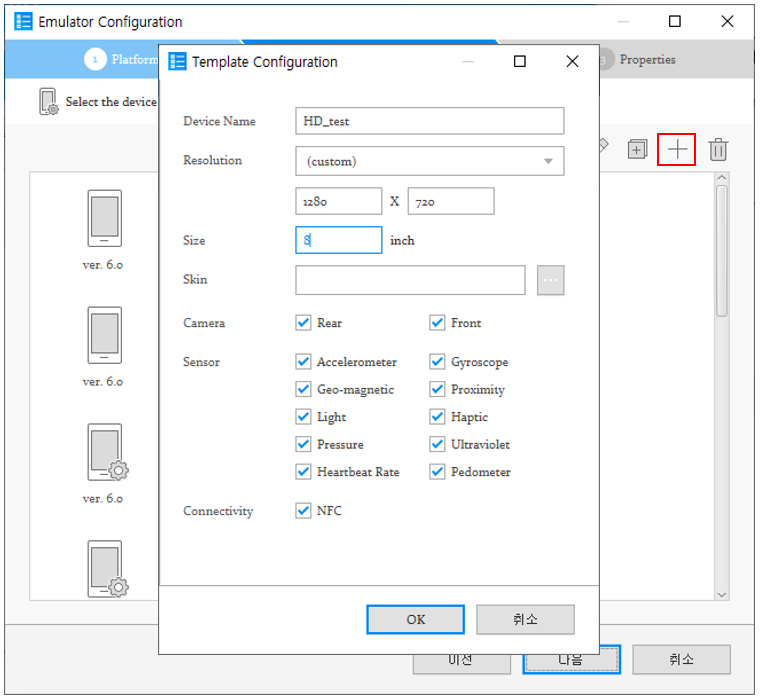 Emulator Configuration
1 Platform
3 Properties
Select the device
Template Configuration
Device Name HD_test
Resolution (custom)
1280 X 720
Size 8 inch
Skin ...
Camera Rear Front
Sensor Accelerometer Gyroscope
Geo-magnetic Proximity
Light Haptic
Pressure Ultraviolet
Heartbeat Rate Pedometer
Connectivity NFC
OK 취소
ver. 6.0
ver. 6.0
ver. 6.0
이전 다음 취소